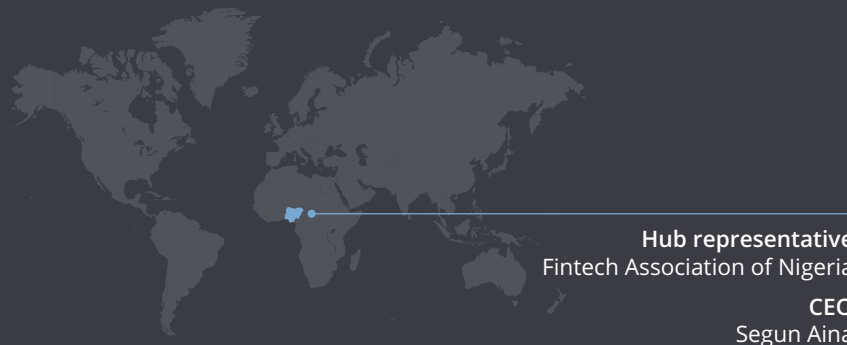 Hub representative
Fintech Association of Nigeria
CEO
Segun Aina